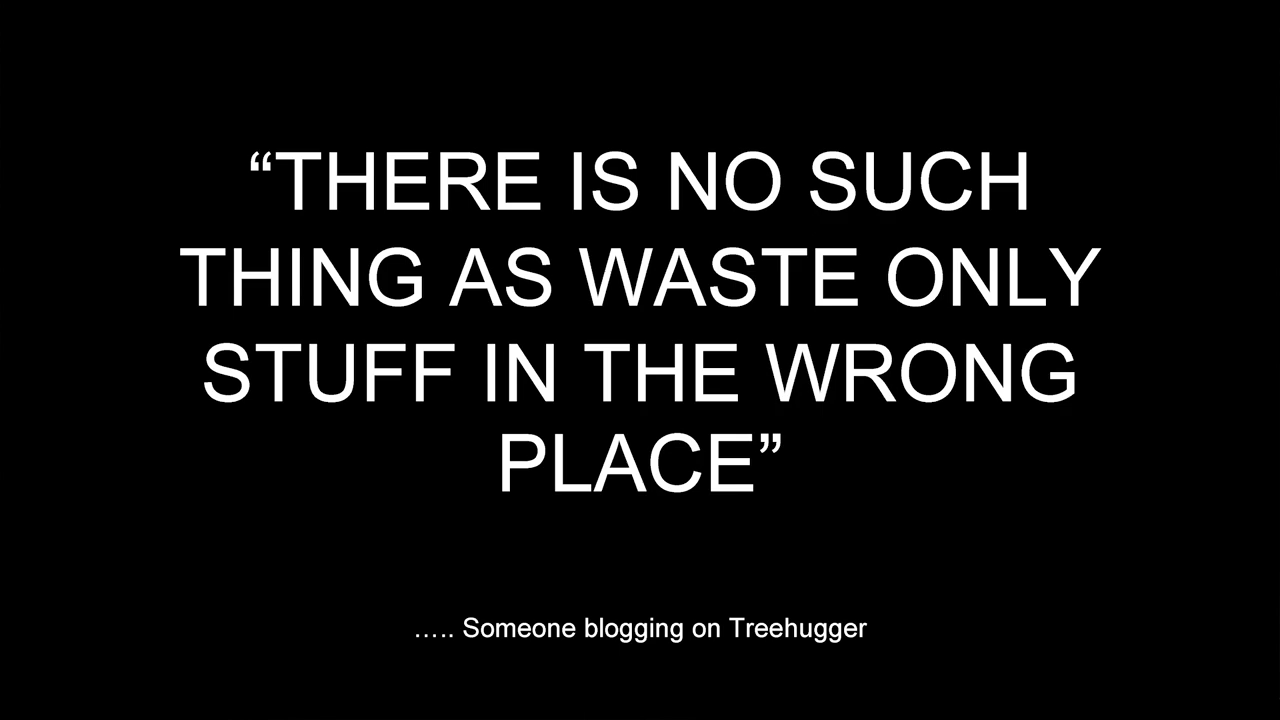 “THERE IS NO SUCH
THING AS WASTE ONLY
STUFF IN THE WRONG
PLACE”
….. Someone blogging on Treehugger